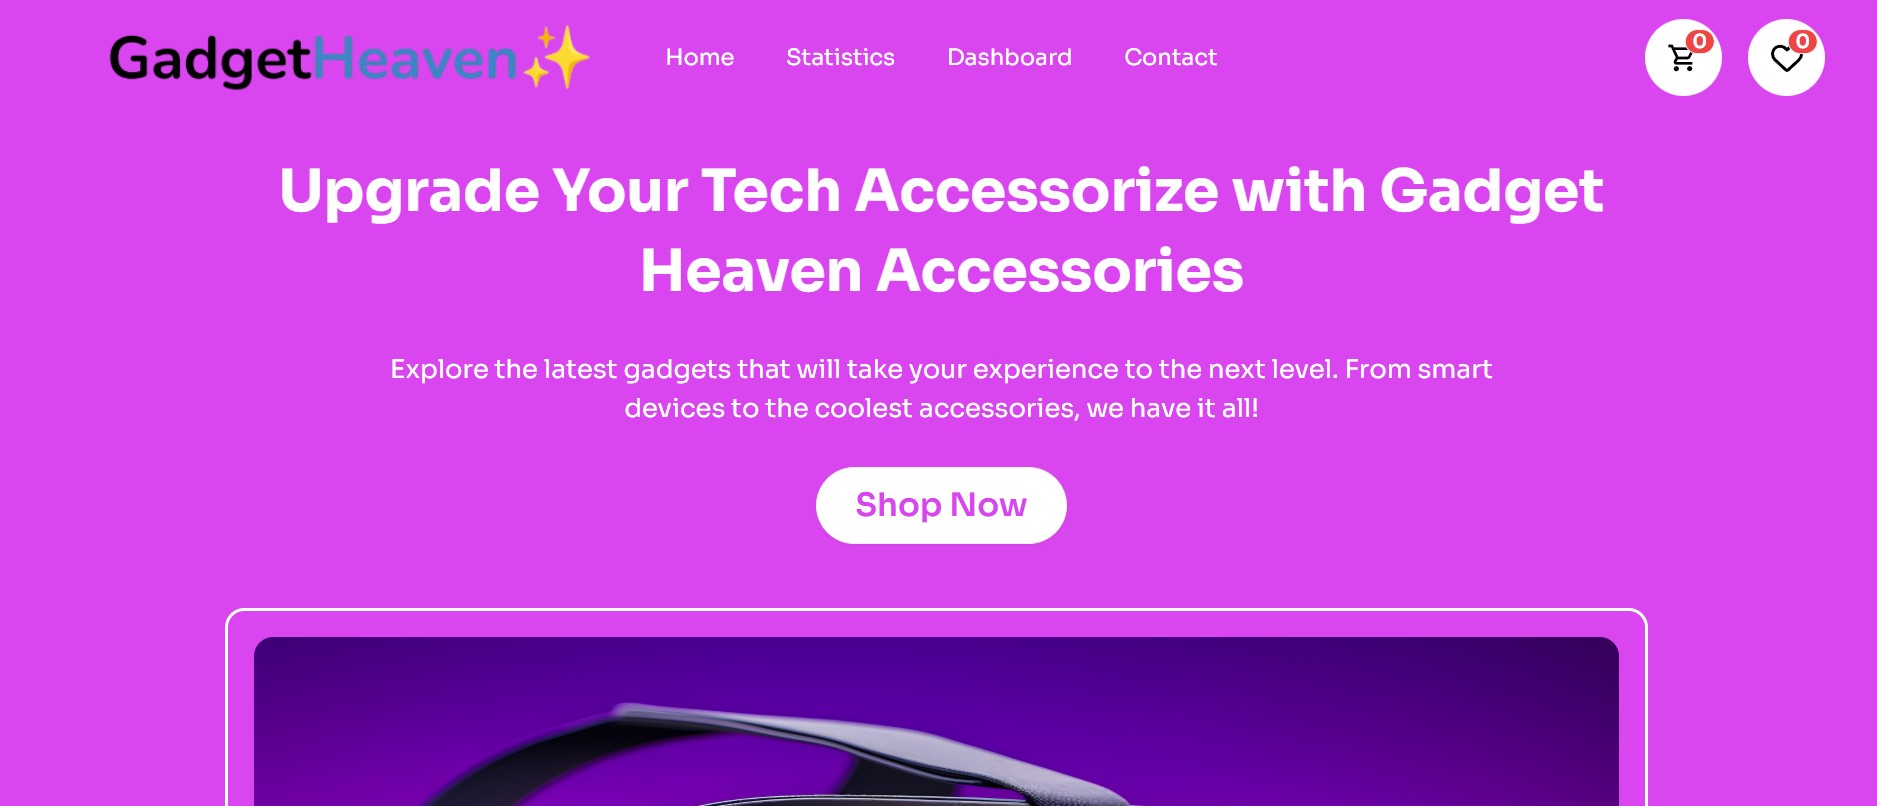 GadgetHeaven✨ Home Statistics Dashboard Contact 0 0
Upgrade Your Tech Accessorize with Gadget
Heaven Accessories
Explore the latest gadgets that will take your experience to the next level. From smart
devices to the coolest accessories, we have it all!
Shop Now